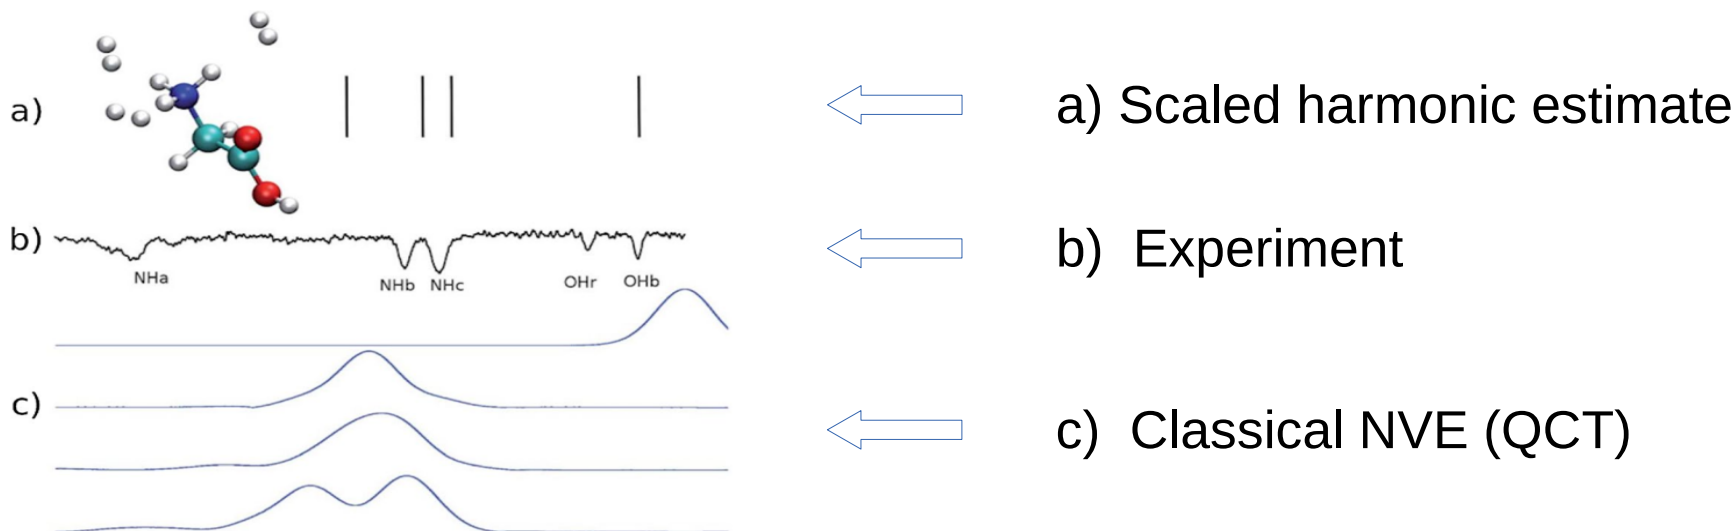 a)
a) Scaled harmonic estimate
b)
NHa
NHb
NHc
OHr
OHb
b) Experiment
c)
c) Classical NVE (QCT)